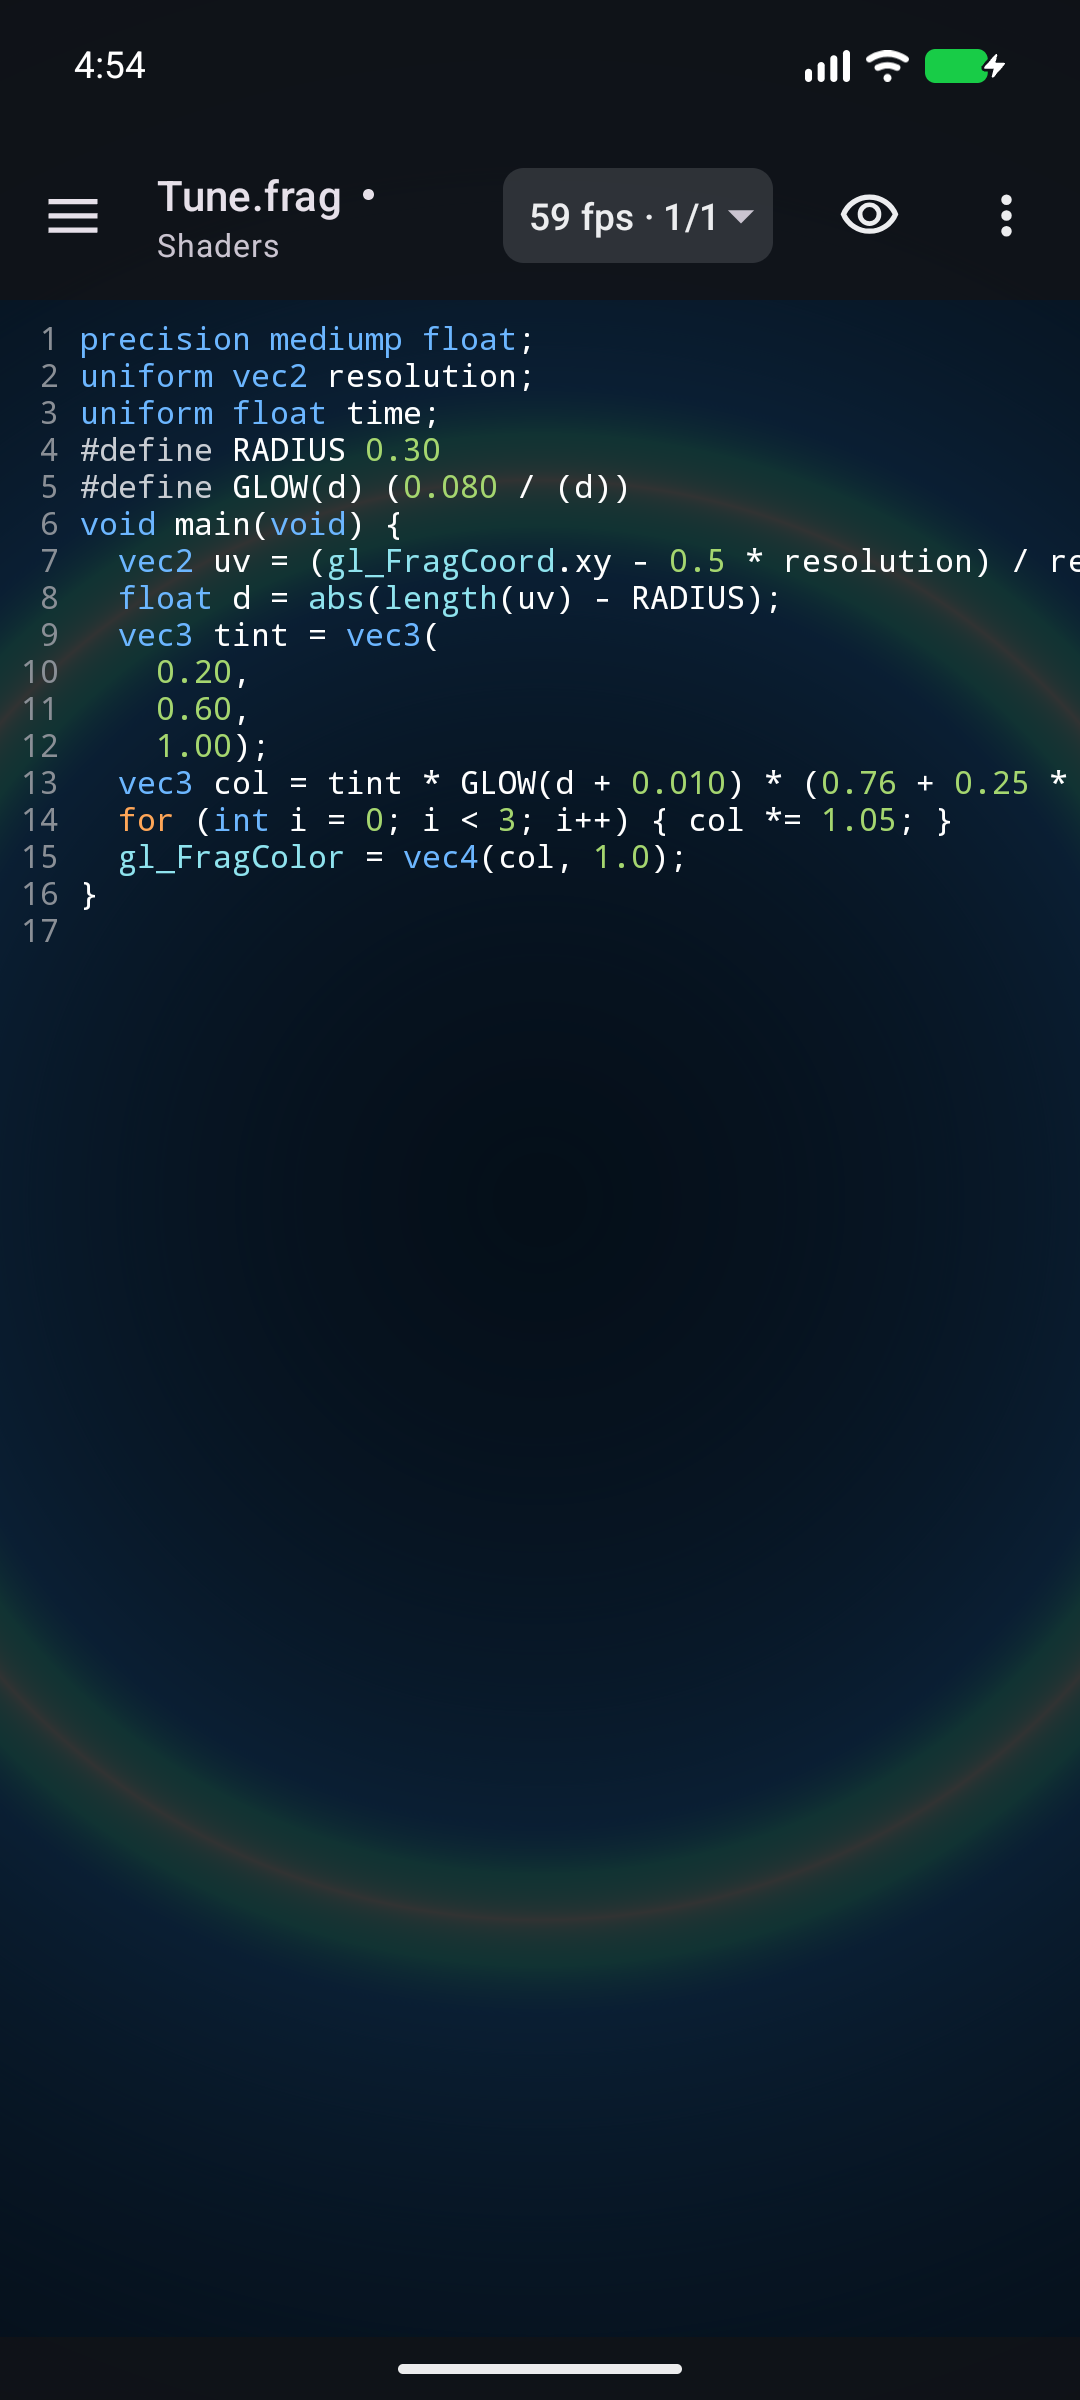 4:54
Tune.frag •
Shaders
59 fps · 1/1
1 precision mediump float;
2 uniform vec2 resolution;
3 uniform float time;
4 #define RADIUS 0.30
5 #define GLOW(d) (0.080 / (d))
6 void main(void) {
7   vec2 uv = (gl_FragCoord.xy - 0.5 * resolution) / re
8   float d = abs(length(uv) - RADIUS);
9   vec3 tint = vec3(
10     0.20,
11     0.60,
12     1.00);
13   vec3 col = tint * GLOW(d + 0.010) * (0.76 + 0.25 *
14   for (int i = 0; i < 3; i++) { col *= 1.05; }
15   gl_FragColor = vec4(col, 1.0);
16 }
17